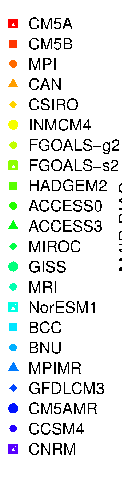 CM5A
CM5B
MPI
CAN
CSIRO
INMCM4
FGOALS-g2
FGOALS-s2
HADGEM2
ACCESS0
ACCESS3
MIROC
GISS
MRI
NorESM1
BCC
BNU
MPIMR
GFDLCM3
CM5AMR
CCSM4
CNRM